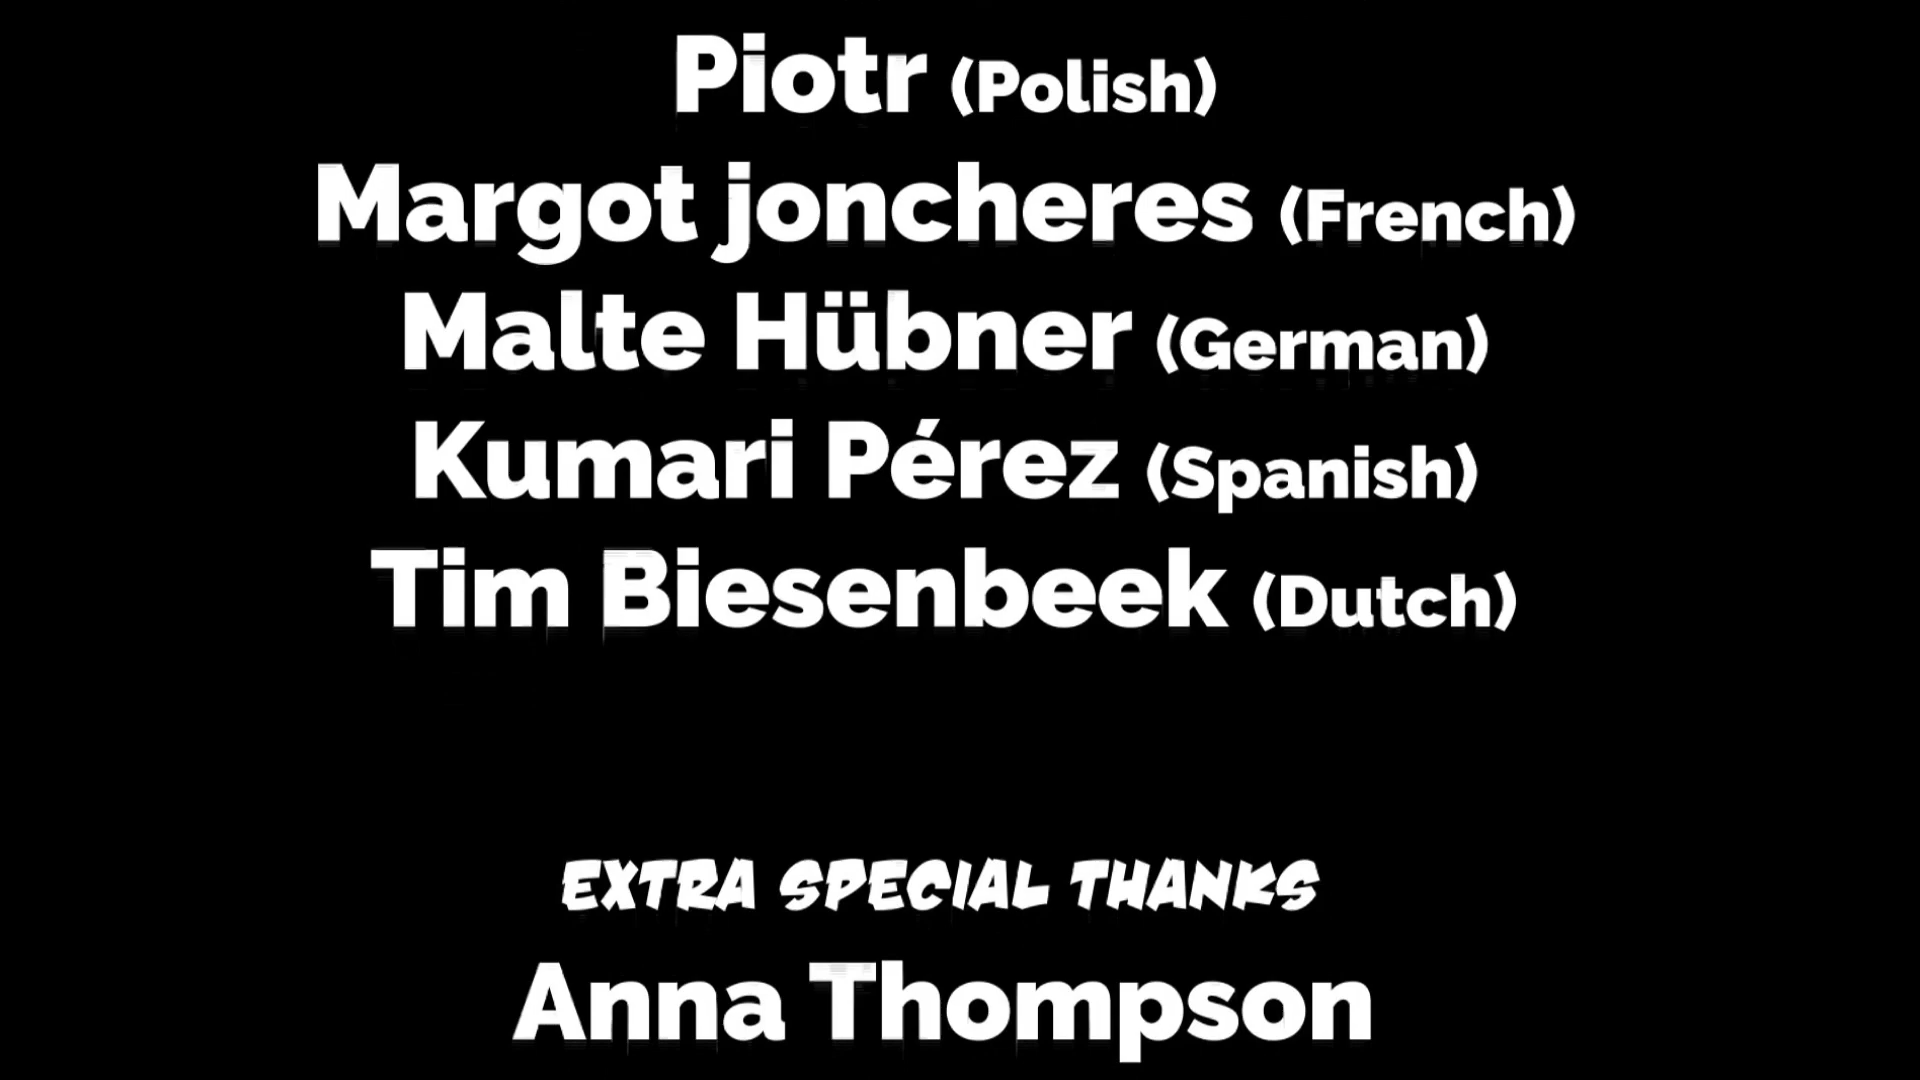 Piotr (Polish)
Margot joncheres (French)
Malte Hübner (German)
Kumari Pérez (Spanish)
Tim Biesenbeek (Dutch)
EXTRA SPECIAL THANKS
Anna Thompson